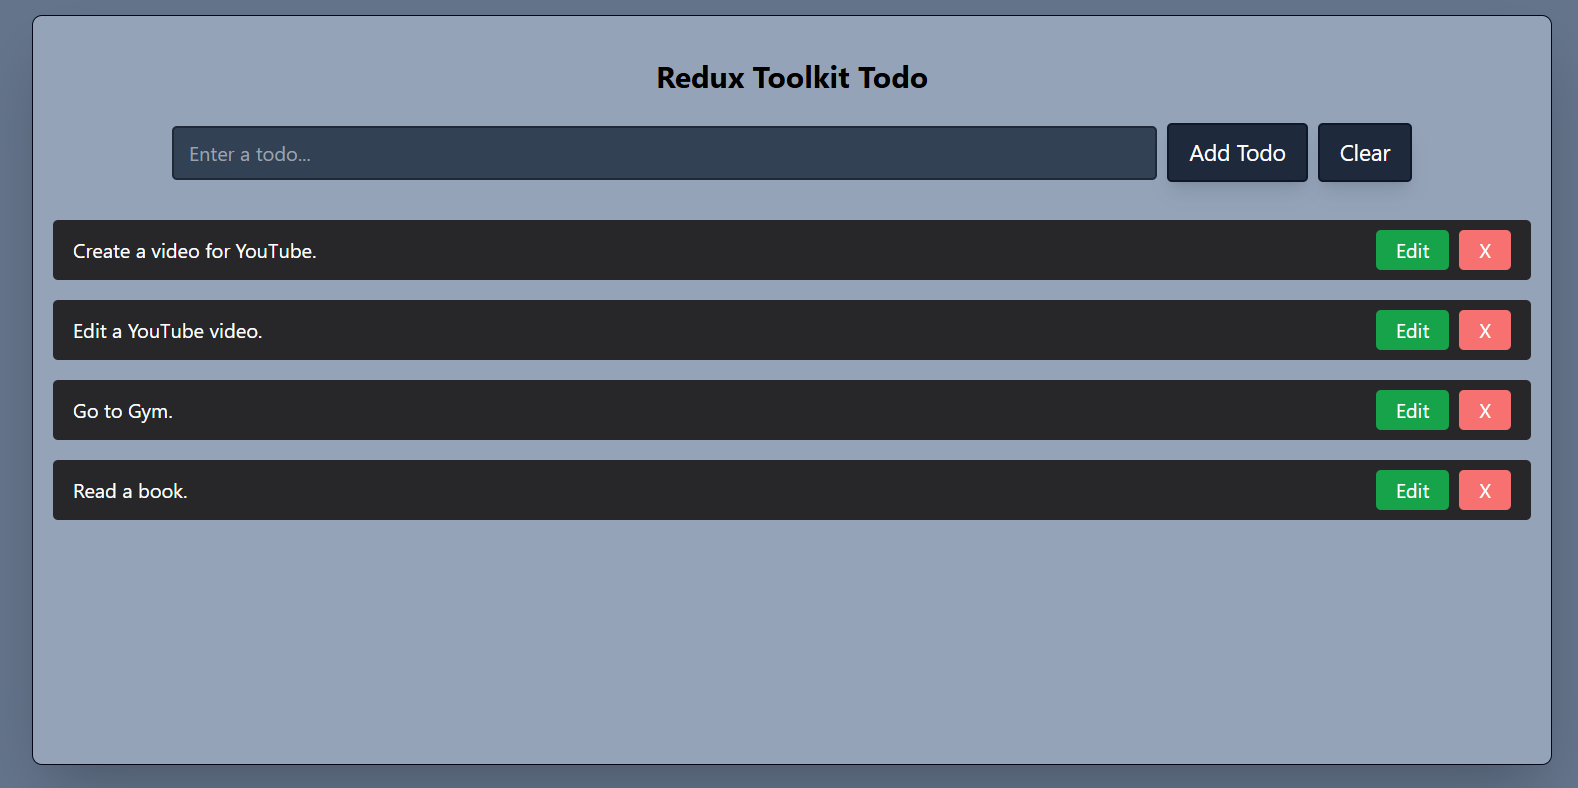 Redux Toolkit Todo
Enter a todo...
Add Todo
Clear
Create a video for YouTube.
Edit
X
Edit a YouTube video.
Edit
X
Go to Gym.
Edit
X
Read a book.
Edit
X